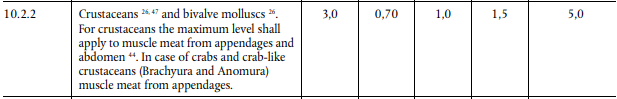 10.2.2 Crustaceans 26, 47 and bivalve molluscs 26. 3,0 0,70 1,0 1,5 5,0
For crustaceans the maximum level shall
apply to muscle meat from appendages and
abdomen 44. In case of crabs and crab-like
crustaceans (Brachyura and Anomura)
muscle meat from appendages.